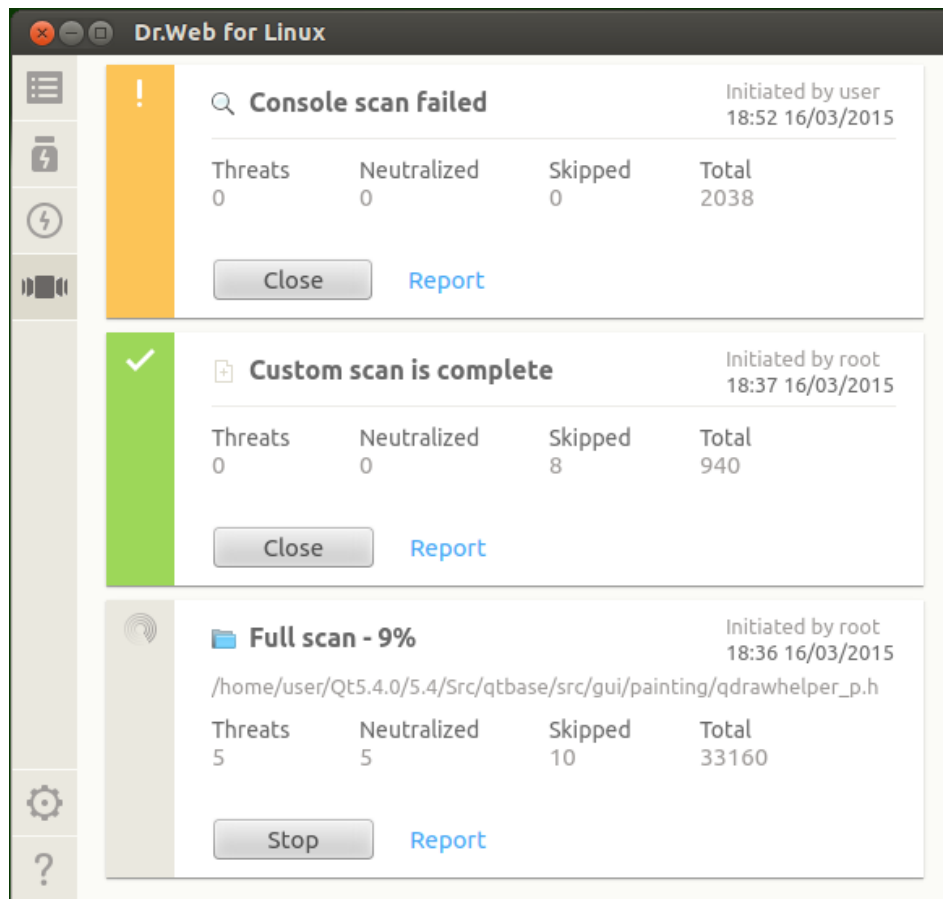 Dr.Web for Linux
Console scan failed
Initiated by user
18:52 16/03/2015
Threats Neutralized Skipped Total
0 0 0 2038
Close Report
Custom scan is complete
Initiated by root
18:37 16/03/2015
Threats Neutralized Skipped Total
0 0 8 940
Close Report
Full scan - 9%
Initiated by root
18:36 16/03/2015
/home/user/Qt5.4.0/5.4/Src/qtbase/src/gui/painting/qdrawhelper_p.h
Threats Neutralized Skipped Total
5 5 10 33160
Stop Report
?